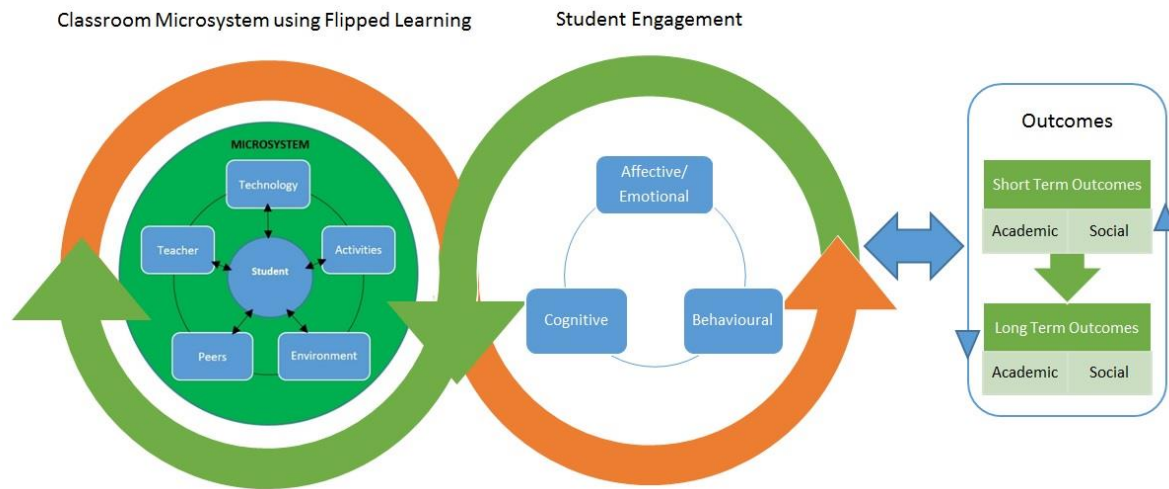 Classroom Microsystem using Flipped Learning
Student Engagement
MICROSYSTEM
Technology
Teacher
Activities
Student
Peers
Environment
Affective/
Emotional
Cognitive
Behavioural
Outcomes
Short Term Outcomes
Academic
Social
Long Term Outcomes
Academic
Social